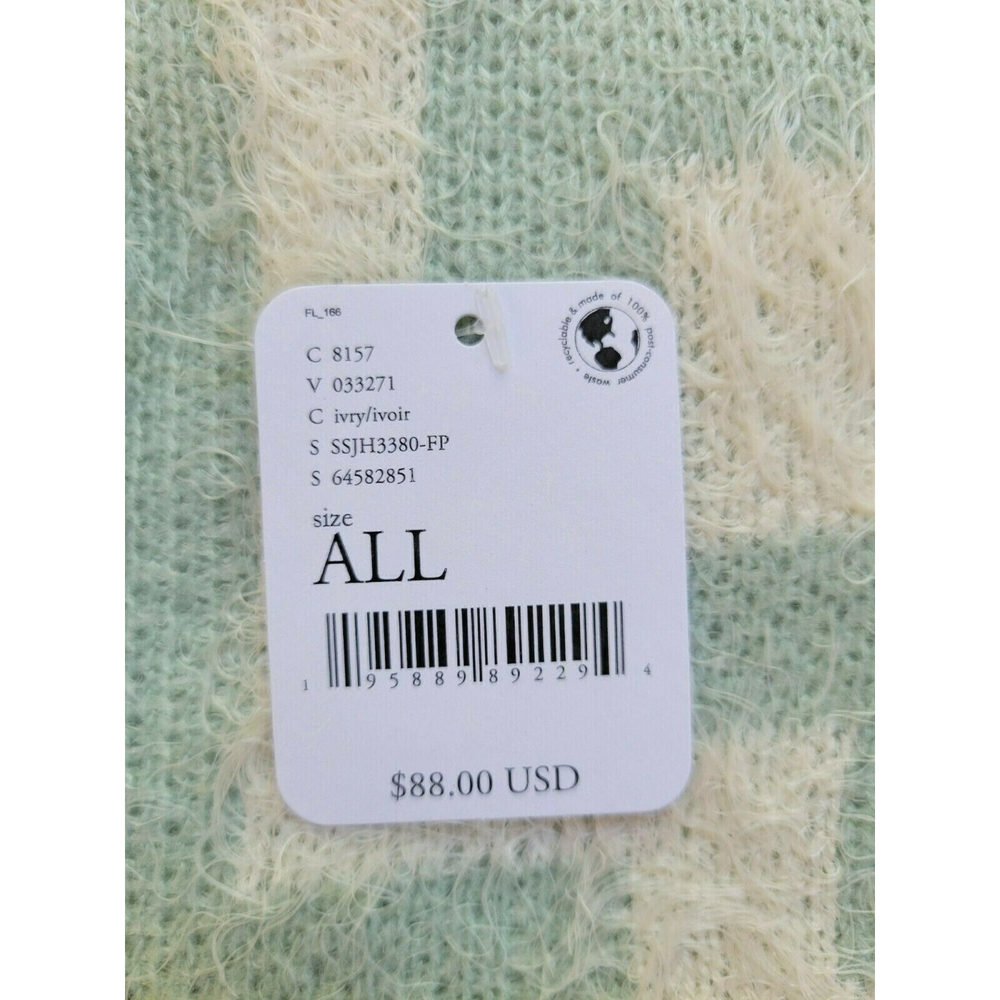 FL_166
recyclable & made of 100% post-consumer waste •
C 8157
V 033271
C ivry/ivoir
S SSJH3380-FP
S 64582851
size
ALL
1 95889 89229 4
$88.00 USD